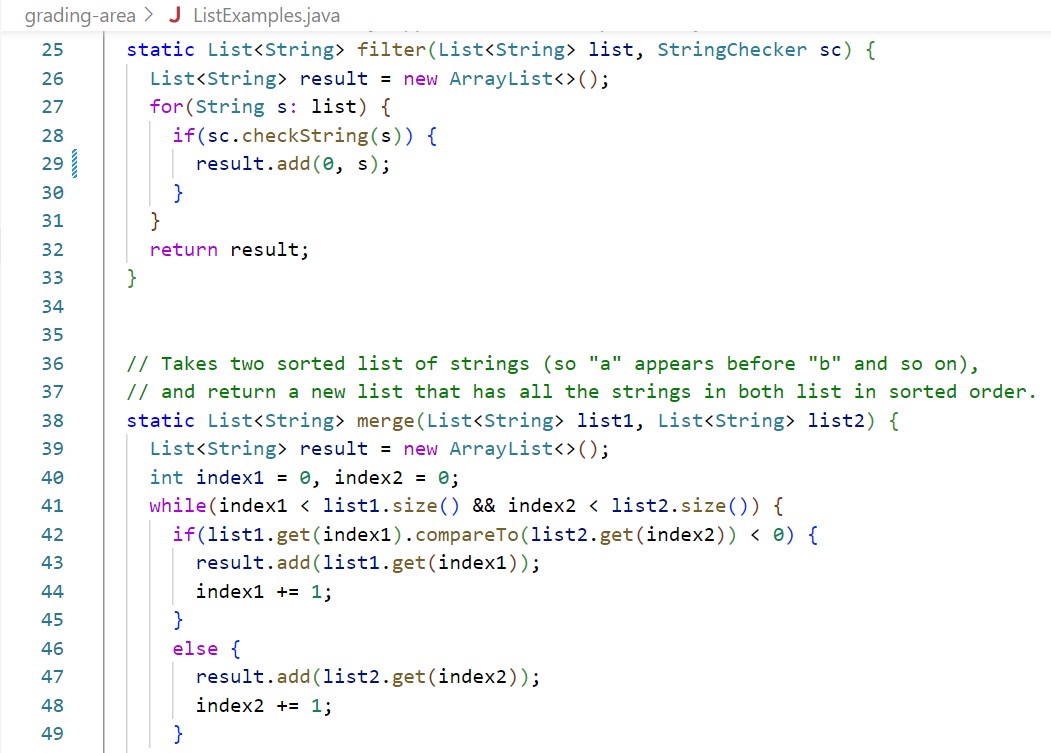 grading-area > J ListExamples.java
25 static List<String> filter(List<String> list, StringChecker sc) {
26 List<String> result = new ArrayList<>();
27 for(String s: list) {
28 if(sc.checkString(s)) {
29 result.add(0, s);
30 }
31 }
32 return result;
33 }
34
35
36 // Takes two sorted list of strings (so "a" appears before "b" and so on),
37 // and return a new list that has all the strings in both list in sorted order.
38 static List<String> merge(List<String> list1, List<String> list2) {
39 List<String> result = new ArrayList<>();
40 int index1 = 0, index2 = 0;
41 while(index1 < list1.size() && index2 < list2.size()) {
42 if(list1.get(index1).compareTo(list2.get(index2)) < 0) {
43 result.add(list1.get(index1));
44 index1 += 1;
45 }
46 else {
47 result.add(list2.get(index2));
48 index2 += 1;
49 }